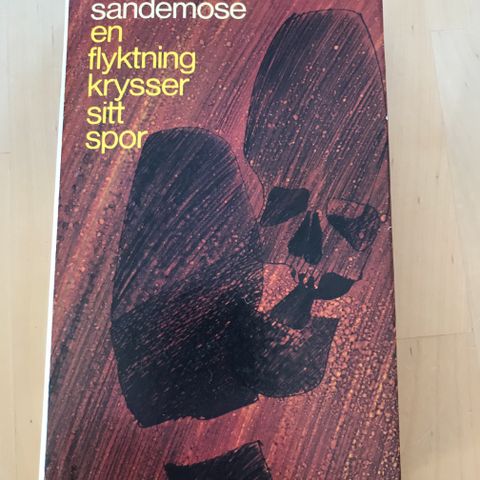 sandemose
en
flyktning
krysser
sitt
spor